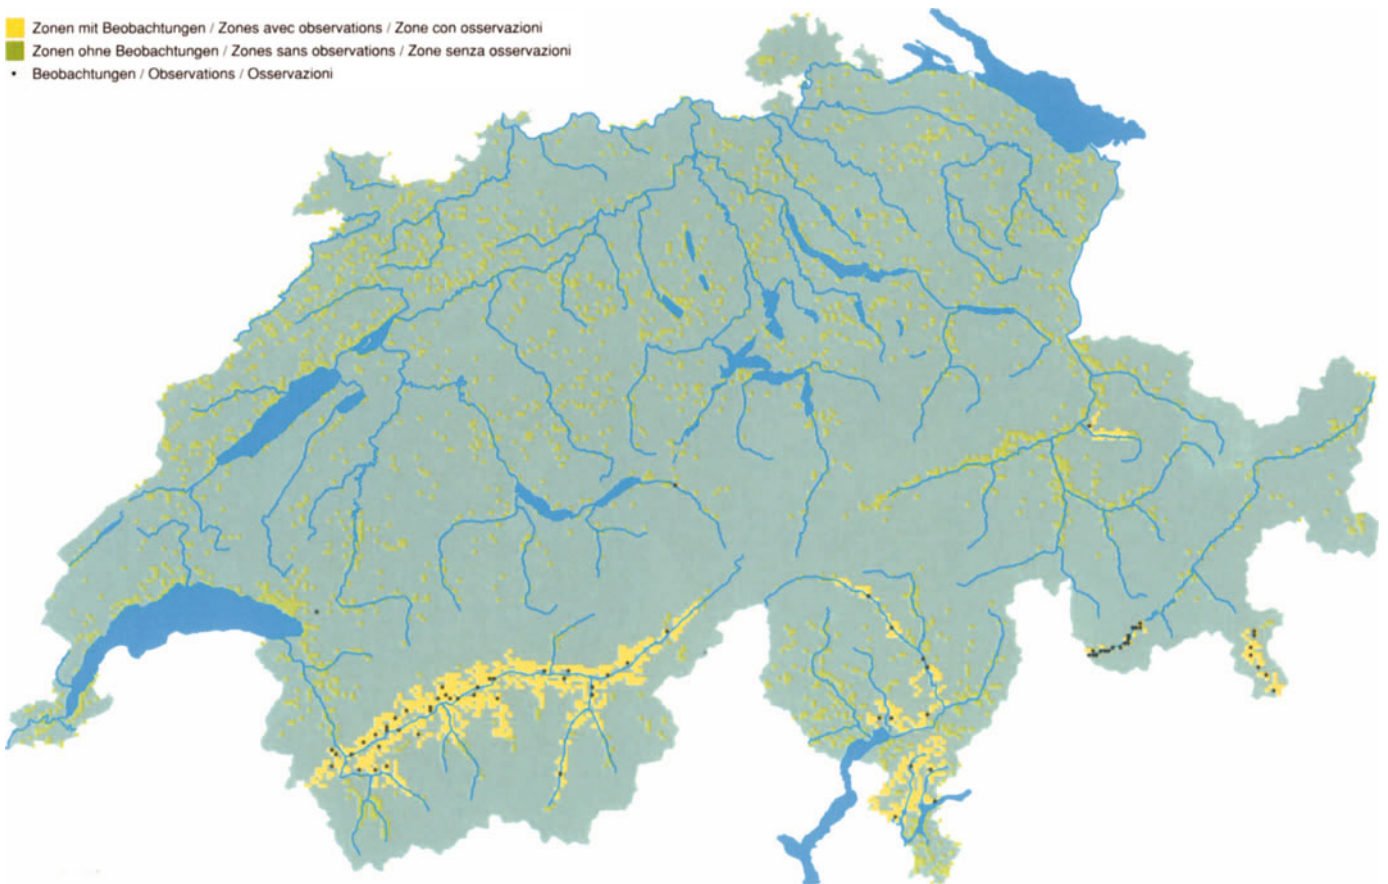 Zonen mit Beobachtungen / Zones avec observations / Zone con osservazioni
Zonen ohne Beobachtungen / Zones sans observations / Zone senza osservazioni
Beobachtungen / Observations / Osservazioni